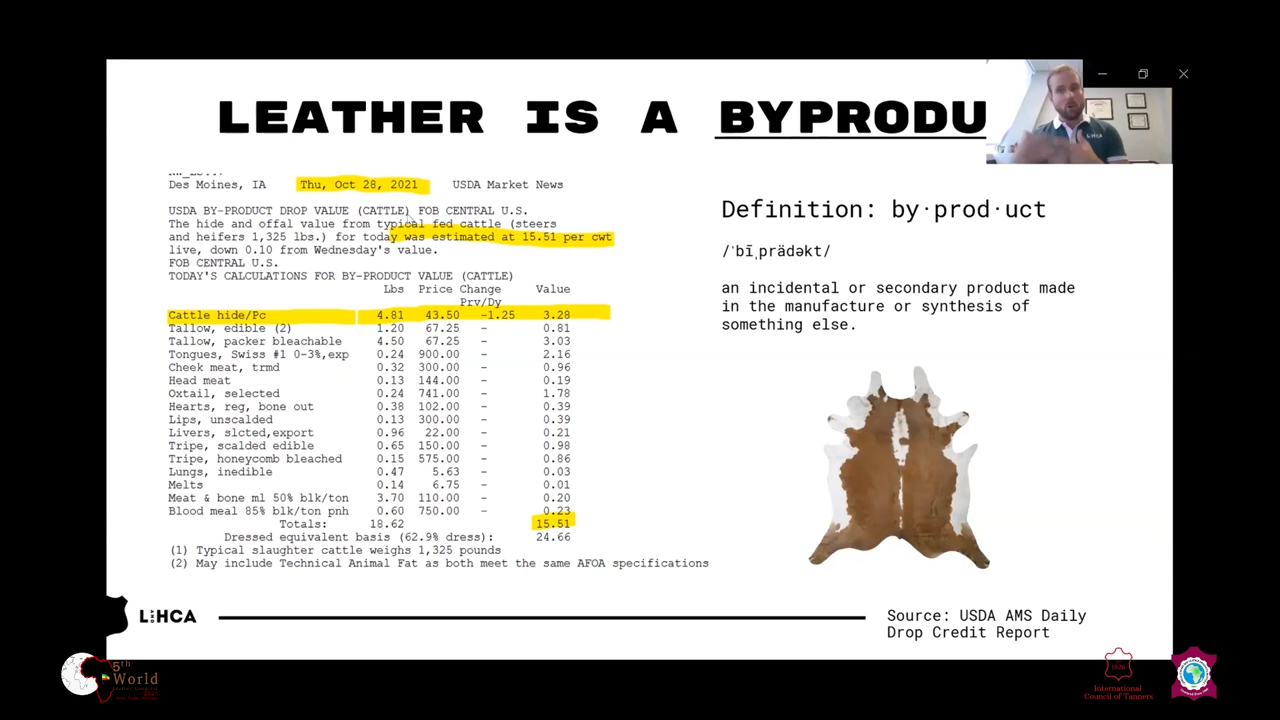 LEATHER IS A BYPRODU
Des Moines, IA Thu, Oct 28, 2021 USDA Market News
USDA BY-PRODUCT DROP VALUE (CATTLE) FOB CENTRAL U.S.
The hide and offal value from typical fed cattle (steers
and heifers 1,325 lbs.) for today was estimated at 15.51 per cwt
live, down 0.10 from Wednesday's value.
FOB CENTRAL U.S.
TODAY'S CALCULATIONS FOR BY-PRODUCT VALUE (CATTLE)
Lbs Price Change Value
Prv/Dy
Cattle hide/Pc 4.81 43.50 -1.25 3.28
Tallow, edible (2) 1.20 67.25 - 0.81
Tallow, packer bleachable 4.50 67.25 - 3.03
Tongues, Swiss #1 0-3%,exp 0.24 900.00 - 2.16
Cheek meat, trmd 0.32 300.00 - 0.96
Head meat 0.13 144.00 - 0.19
Oxtail, selected 0.24 741.00 - 1.78
Hearts, reg, bone out 0.38 102.00 - 0.39
Lips, unscalded 0.13 300.00 - 0.39
Livers, slcted,export 0.96 22.00 - 0.21
Tripe, scalded edible 0.65 150.00 - 0.98
Tripe, honeycomb bleached 0.15 575.00 - 0.86
Lungs, inedible 0.47 5.63 - 0.03
Melts 0.14 6.75 - 0.01
Meat & bone ml 50% blk/ton 3.70 110.00 - 0.20
Blood meal 85% blk/ton pnh 0.60 750.00 - 0.23
Totals: 18.62 15.51
Dressed equivalent basis (62.9% dress): 24.66
(1) Typical slaughter cattle weighs 1,325 pounds
(2) May include Technical Animal Fat as both meet the same AFOA specifications
Definition: by·prod·uct
/ˈbīˌprädəkt/
an incidental or secondary product made
in the manufacture or synthesis of
something else.
L&HCA
Source: USDA AMS Daily
Drop Credit Report
5th
World
International
Council of Tanners